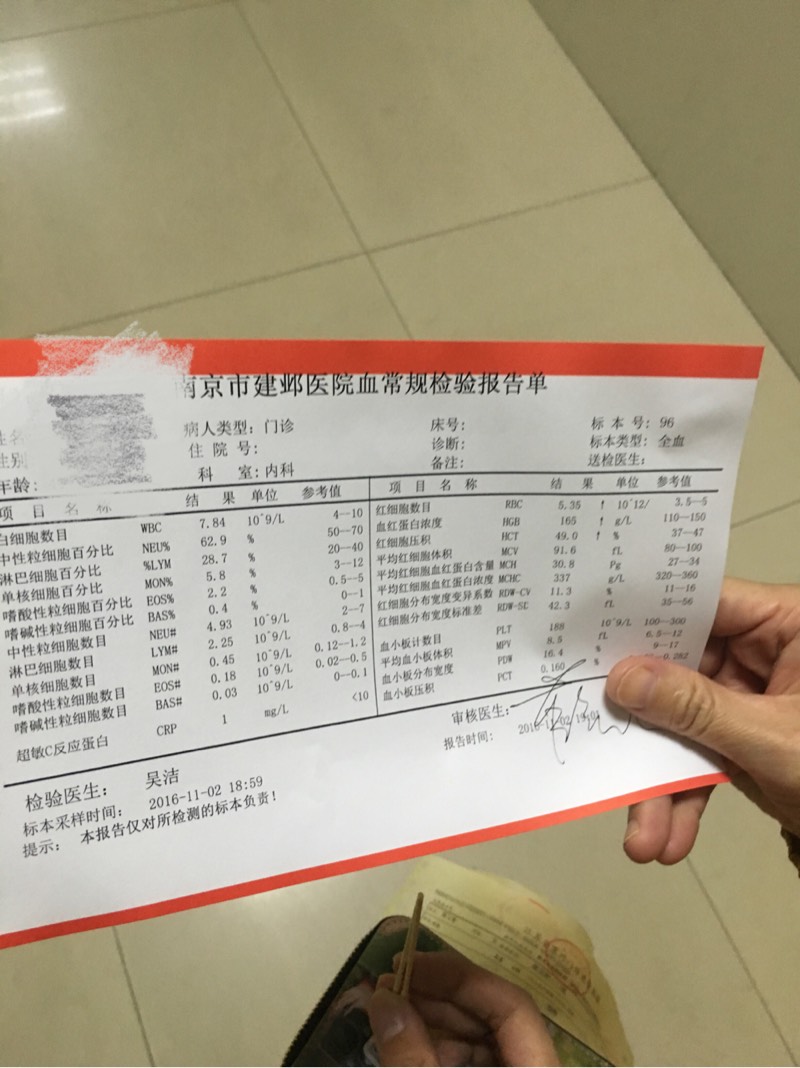 南京市建邺医院血常规检验报告单
病人类型：门诊 床号： 标本号：96
住院号： 诊断： 标本类型：全血
年龄： 科室：内科 备注： 送检医生：
项目名称 结果 单位 参考值
白细胞数目 WBC 7.84 10^9/L 4—10
中性粒细胞百分比 NEU% 62.9 % 50—70
淋巴细胞百分比 %LYM 28.7 % 20—40
单核细胞百分比 MON% 5.8 % 3—12
嗜酸性粒细胞百分比 EOS% 2.2 % 0.5—5
嗜碱性粒细胞百分比 BAS% 0.4 % 0—1
中性粒细胞数目 NEU# 4.93 10^9/L 2—7
淋巴细胞数目 LYM# 2.25 10^9/L 0.8—4
单核细胞数目 MON# 0.45 10^9/L 0.12—1.2
嗜酸性粒细胞数目 EOS# 0.18 10^9/L 0.02—0.5
嗜碱性粒细胞数目 BAS# 0.03 10^9/L 0—0.1
超敏C反应蛋白 CRP 1 mg/L <10
项目名称 结果 单位 参考值
红细胞数目 RBC 5.35 ↑ 10^12/ 3.5—5
血红蛋白浓度 HGB 165 ↑ g/L 110—150
红细胞压积 HCT 49.0 ↑ % 37—47
平均红细胞体积 MCV 91.6 fL 80—100
平均红细胞血红蛋白含量 MCH 30.8 Pg 27—34
平均红细胞血红蛋白浓度 MCHC 337 g/L 320—360
红细胞分布宽度变异系数 RDW-CV 11.3 % 11—16
红细胞分布宽度标准差 RDW-SD 42.3 fL 35—56
血小板计数目 PLT 188 10^9/L 100—300
平均血小板体积 MPV 8.5 fL 6.5—12
血小板分布宽度 PDW 16.4 9—17
血小板压积 PCT 0.160 % 0.282
检验医生： 吴洁 审核医生：
标本采样时间： 2016-11-02 18:59 报告时间：
提示： 本报告仅对所检测的标本负责！